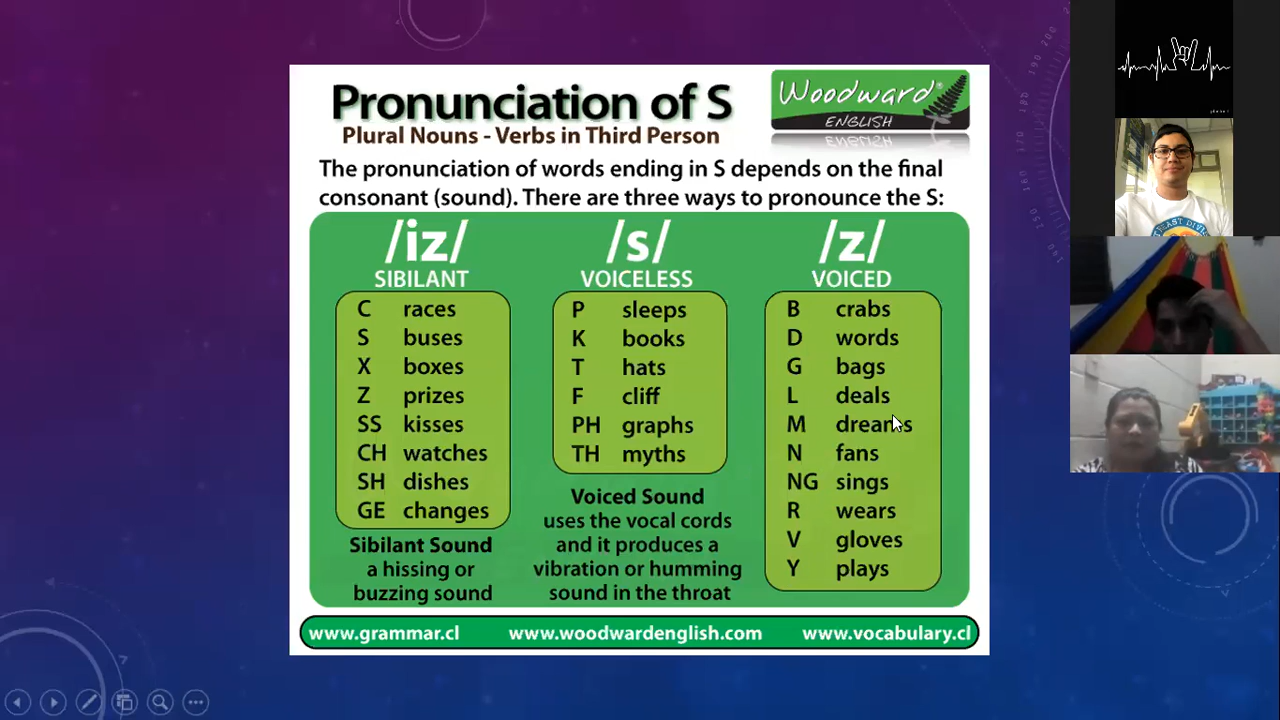 Pronunciation of S
Plural Nouns - Verbs in Third Person
Woodward®
ENGLISH
The pronunciation of words ending in S depends on the final
consonant (sound). There are three ways to pronounce the S:
/iz/
SIBILANT
C races
S buses
X boxes
Z prizes
SS kisses
CH watches
SH dishes
GE changes
Sibilant Sound
a hissing or
buzzing sound
/s/
VOICELESS
P sleeps
K books
T hats
F cliff
PH graphs
TH myths
Voiced Sound
uses the vocal cords
and it produces a
vibration or humming
sound in the throat
/z/
VOICED
B crabs
D words
G bags
L deals
M dreams
N fans
NG sings
R wears
V gloves
Y plays
www.grammar.cl www.woodwardenglish.com www.vocabulary.cl